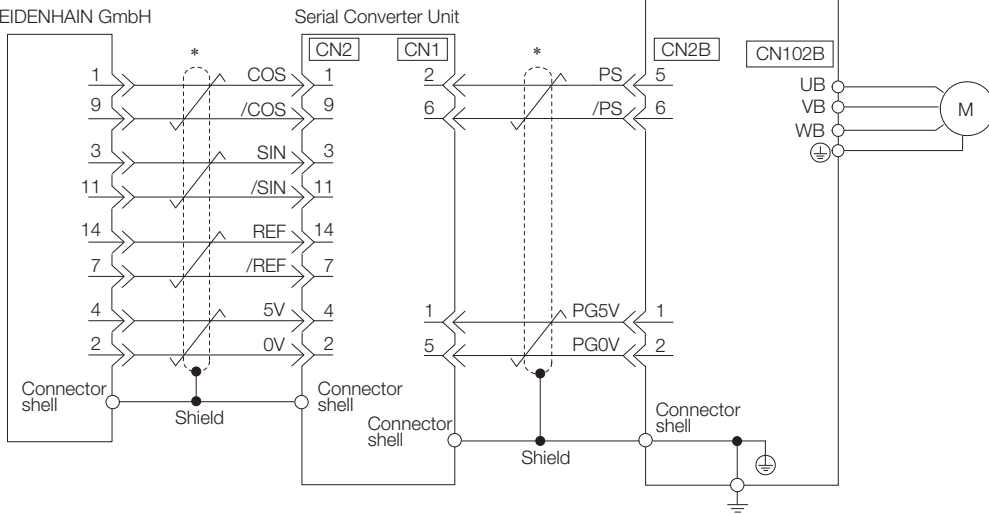 EIDENHAIN GmbH
Serial Converter Unit
CN2
CN1
CN2B
CN102B
*
*
1 COS 1
9 /COS 9
3 SIN 3
11 /SIN 11
14 REF 14
7 /REF 7
4 5V 4
2 0V 2
2 PS 5
6 /PS 6
1 PG5V 1
5 PG0V 2
UB
VB
WB
M
Connector
shell
Shield
Connector
shell
Connector
shell
Shield
Connector
shell